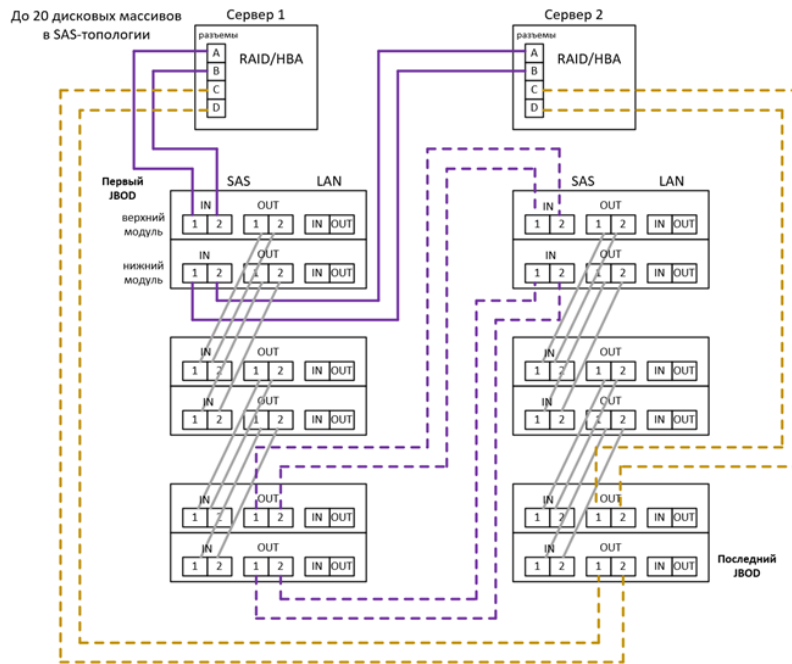 До 20 дисковых массивов
в SAS-топологии
Сервер 1
разъемы
A
B
C
D
RAID/HBA
Сервер 2
разъемы
A
B
C
D
RAID/HBA
Первый
JBOD
SAS LAN
IN OUT
верхний
модуль
1 2 1 2 IN OUT
IN OUT
нижний
модуль
1 2 1 2 IN OUT
IN OUT
1 2 1 2 IN OUT
IN OUT
1 2 1 2 IN OUT
IN OUT
1 2 1 2 IN OUT
IN OUT
1 2 1 2 IN OUT
SAS LAN
IN OUT
1 2 1 2 IN OUT
IN OUT
1 2 1 2 IN OUT
IN OUT
1 2 1 2 IN OUT
IN OUT
1 2 1 2 IN OUT
IN OUT
1 2 1 2 IN OUT
IN OUT
1 2 1 2 IN OUT
Последний
JBOD